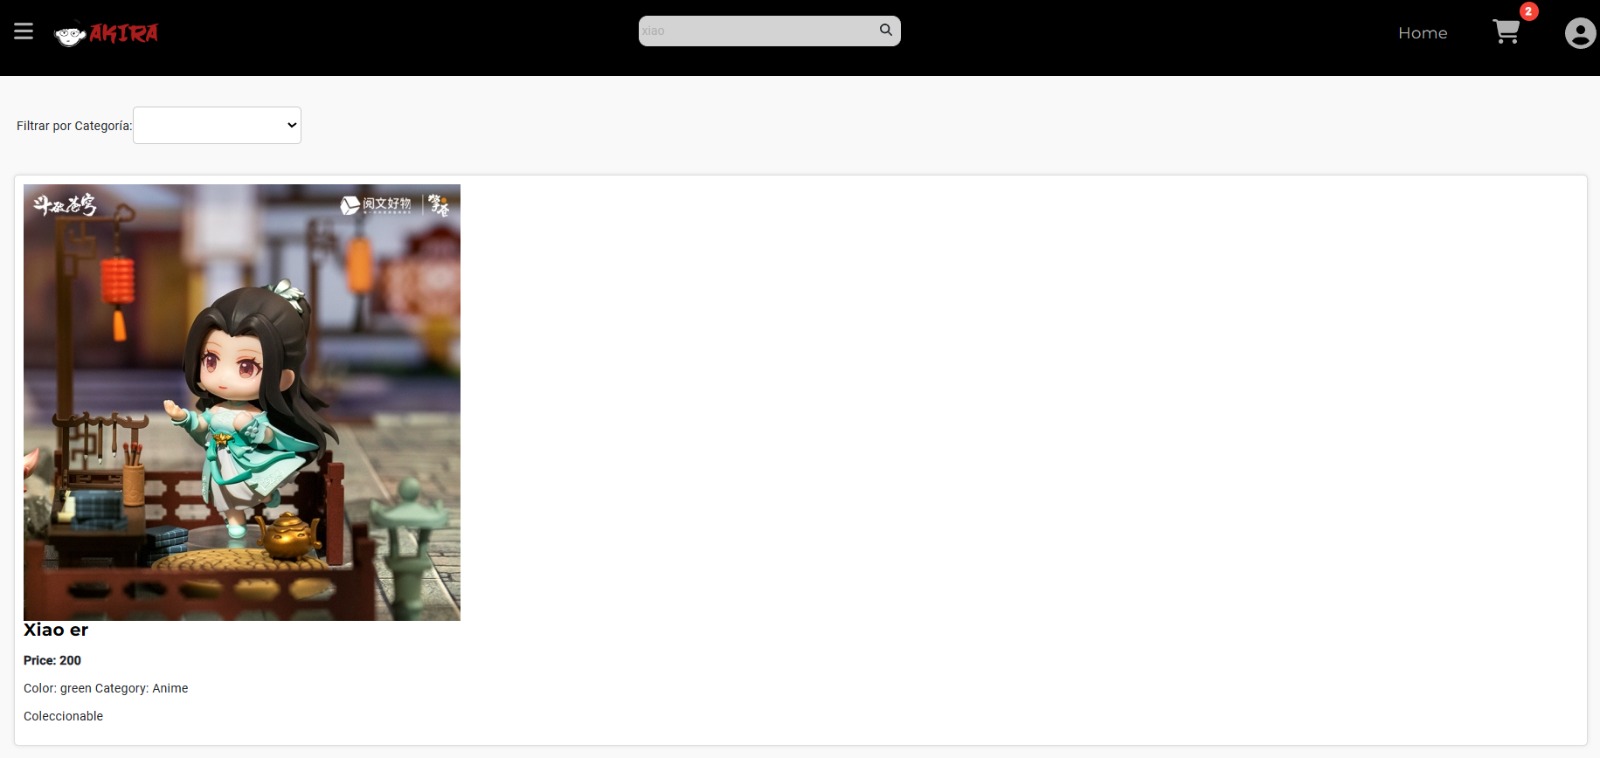 AKIRA
xiao
Home
2
Filtrar por Categoría:
斗破苍穹
阅文好物
Xiao er
Price: 200
Color: green Category: Anime
Coleccionable